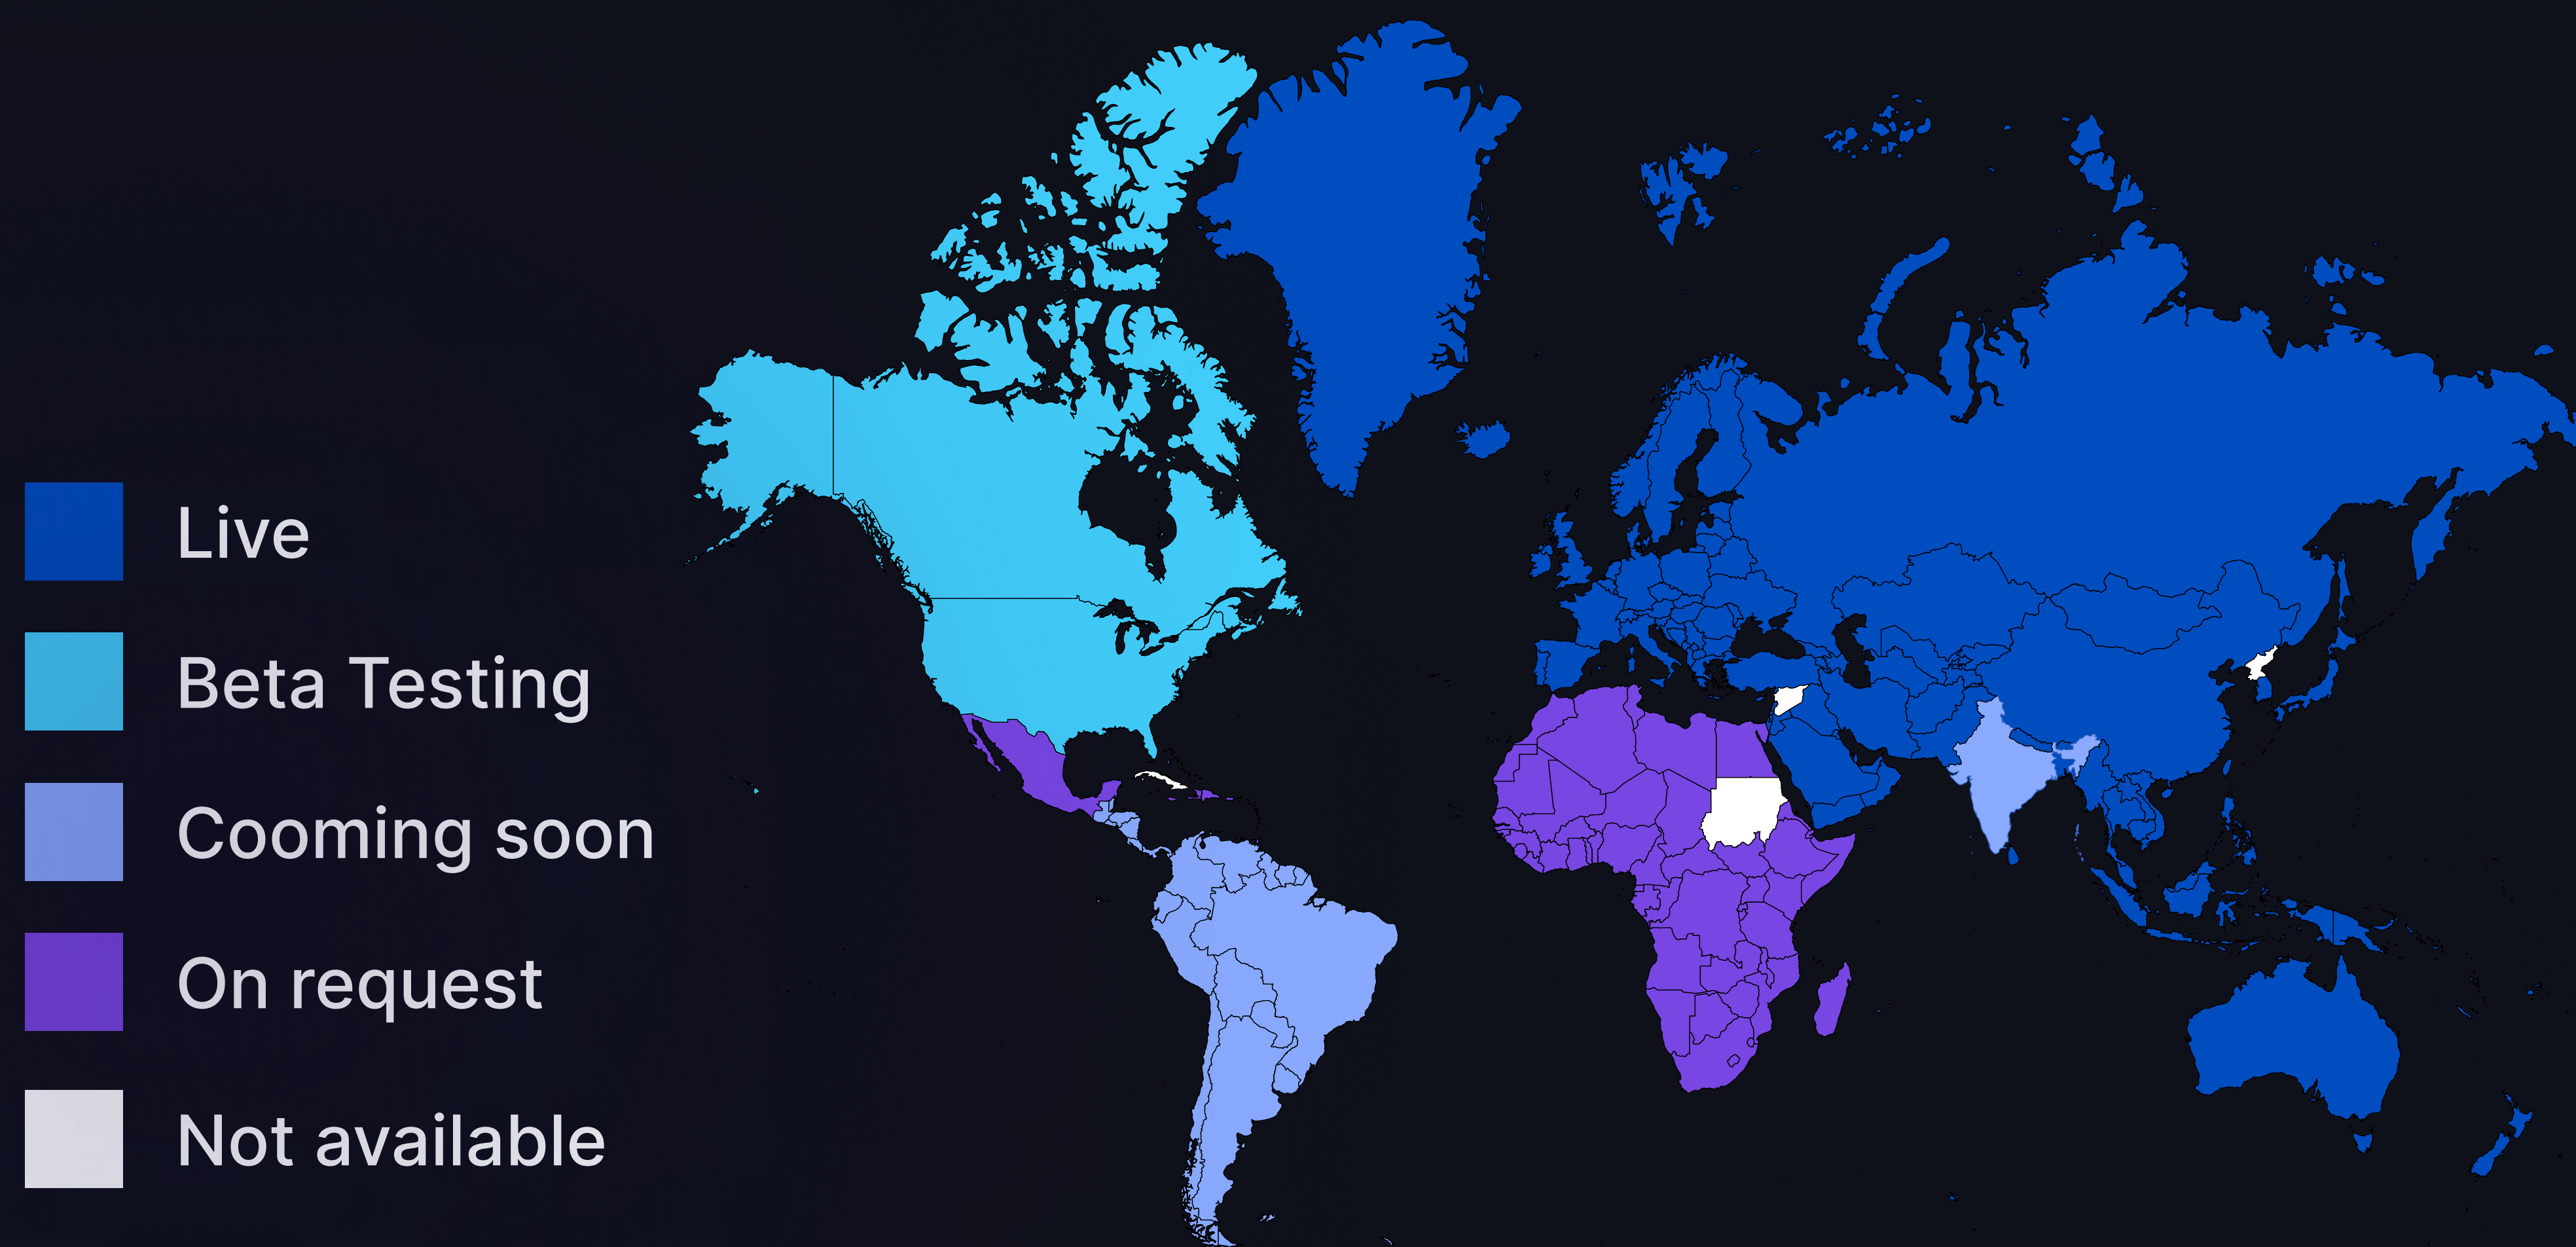 Live
Beta Testing
Cooming soon
On request
Not available